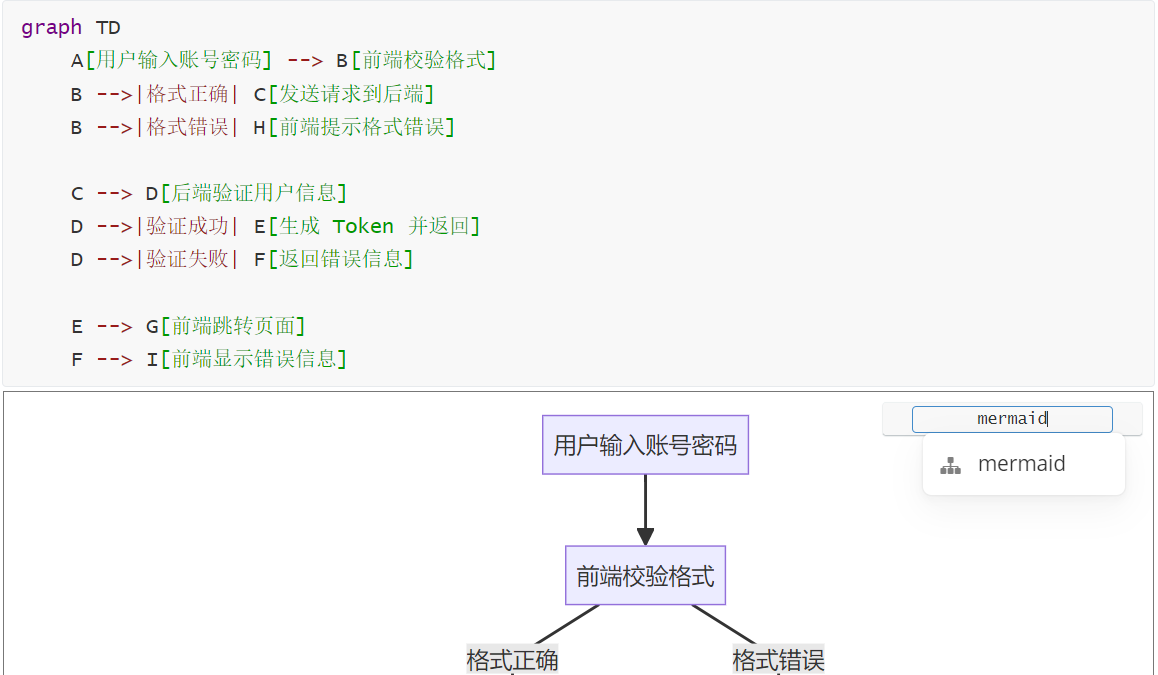 graph TD
A[用户输入账号密码] --> B[前端校验格式]
B -->|格式正确| C[发送请求到后端]
B -->|格式错误| H[前端提示格式错误]
C --> D[后端验证用户信息]
D -->|验证成功| E[生成 Token 并返回]
D -->|验证失败| F[返回错误信息]
E --> G[前端跳转页面]
F --> I[前端显示错误信息]
mermaid
用户输入账号密码
mermaid
前端校验格式
格式正确
格式错误